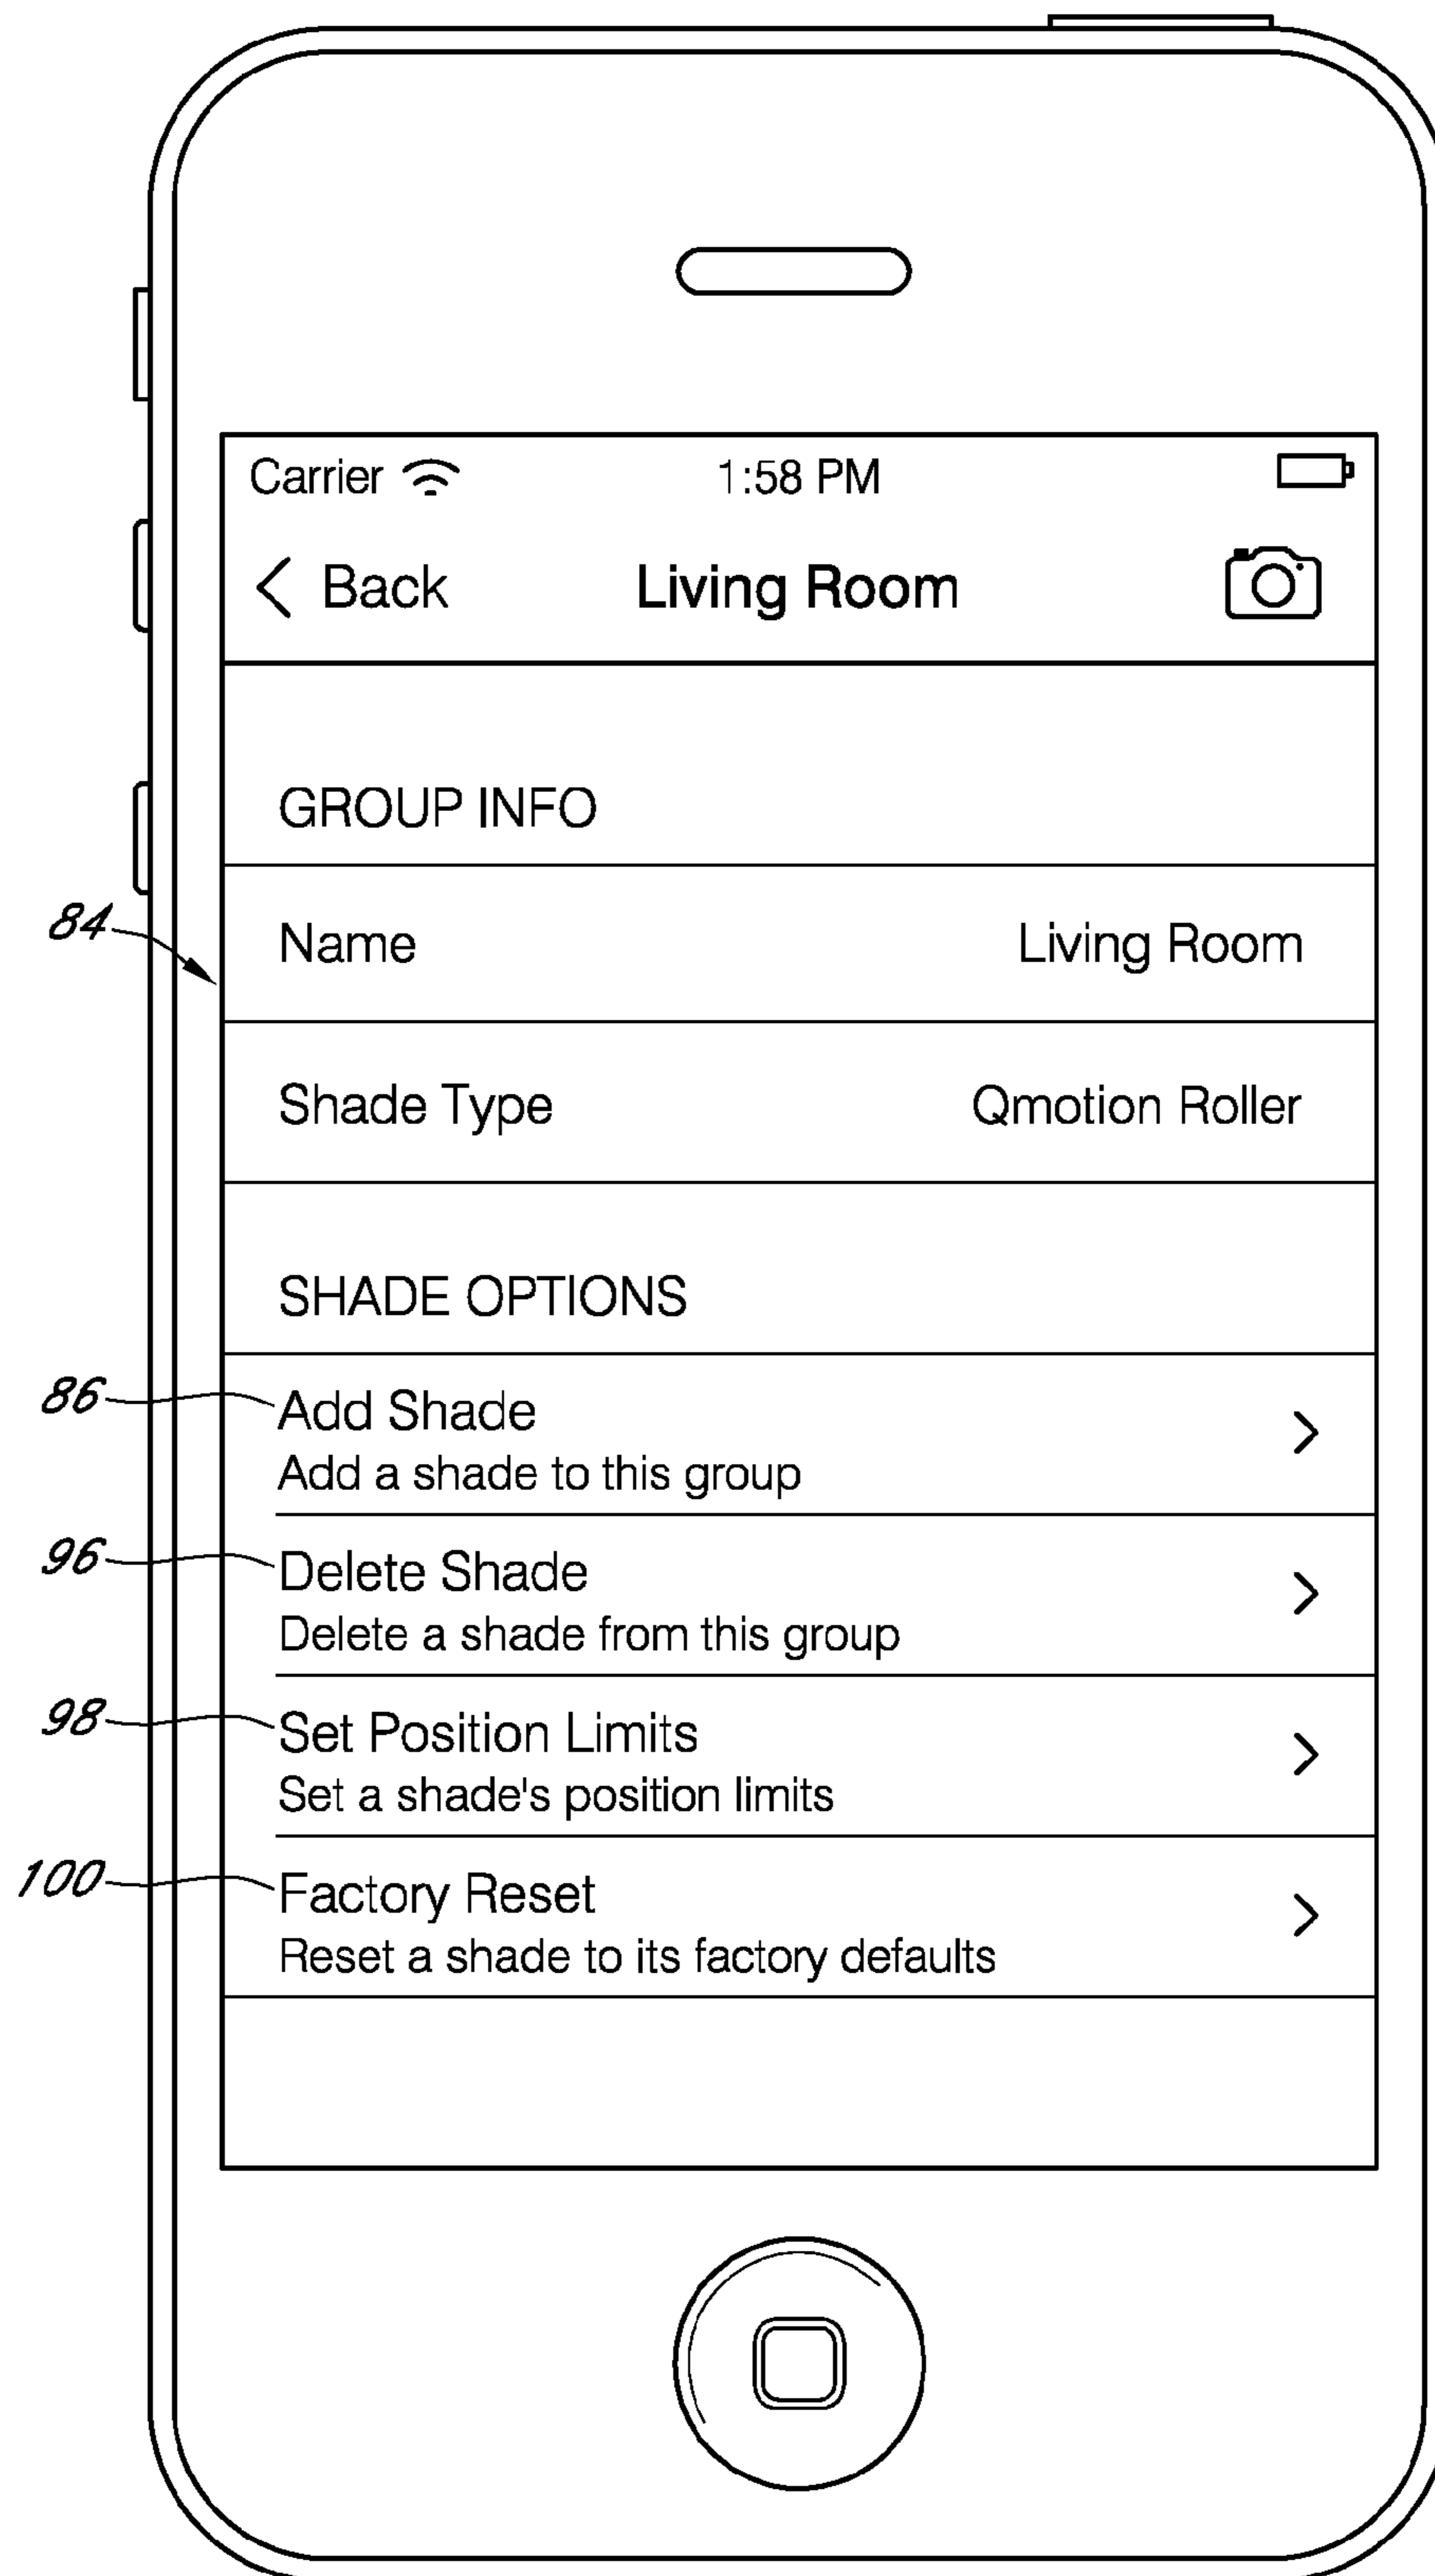 Carrier 1:58 PM
Back Living Room
GROUP INFO
84
Name Living Room
Shade Type Qmotion Roller
SHADE OPTIONS
86 Add Shade
Add a shade to this group
96 Delete Shade
Delete a shade from this group
98 Set Position Limits
Set a shade's position limits
100 Factory Reset
Reset a shade to its factory defaults